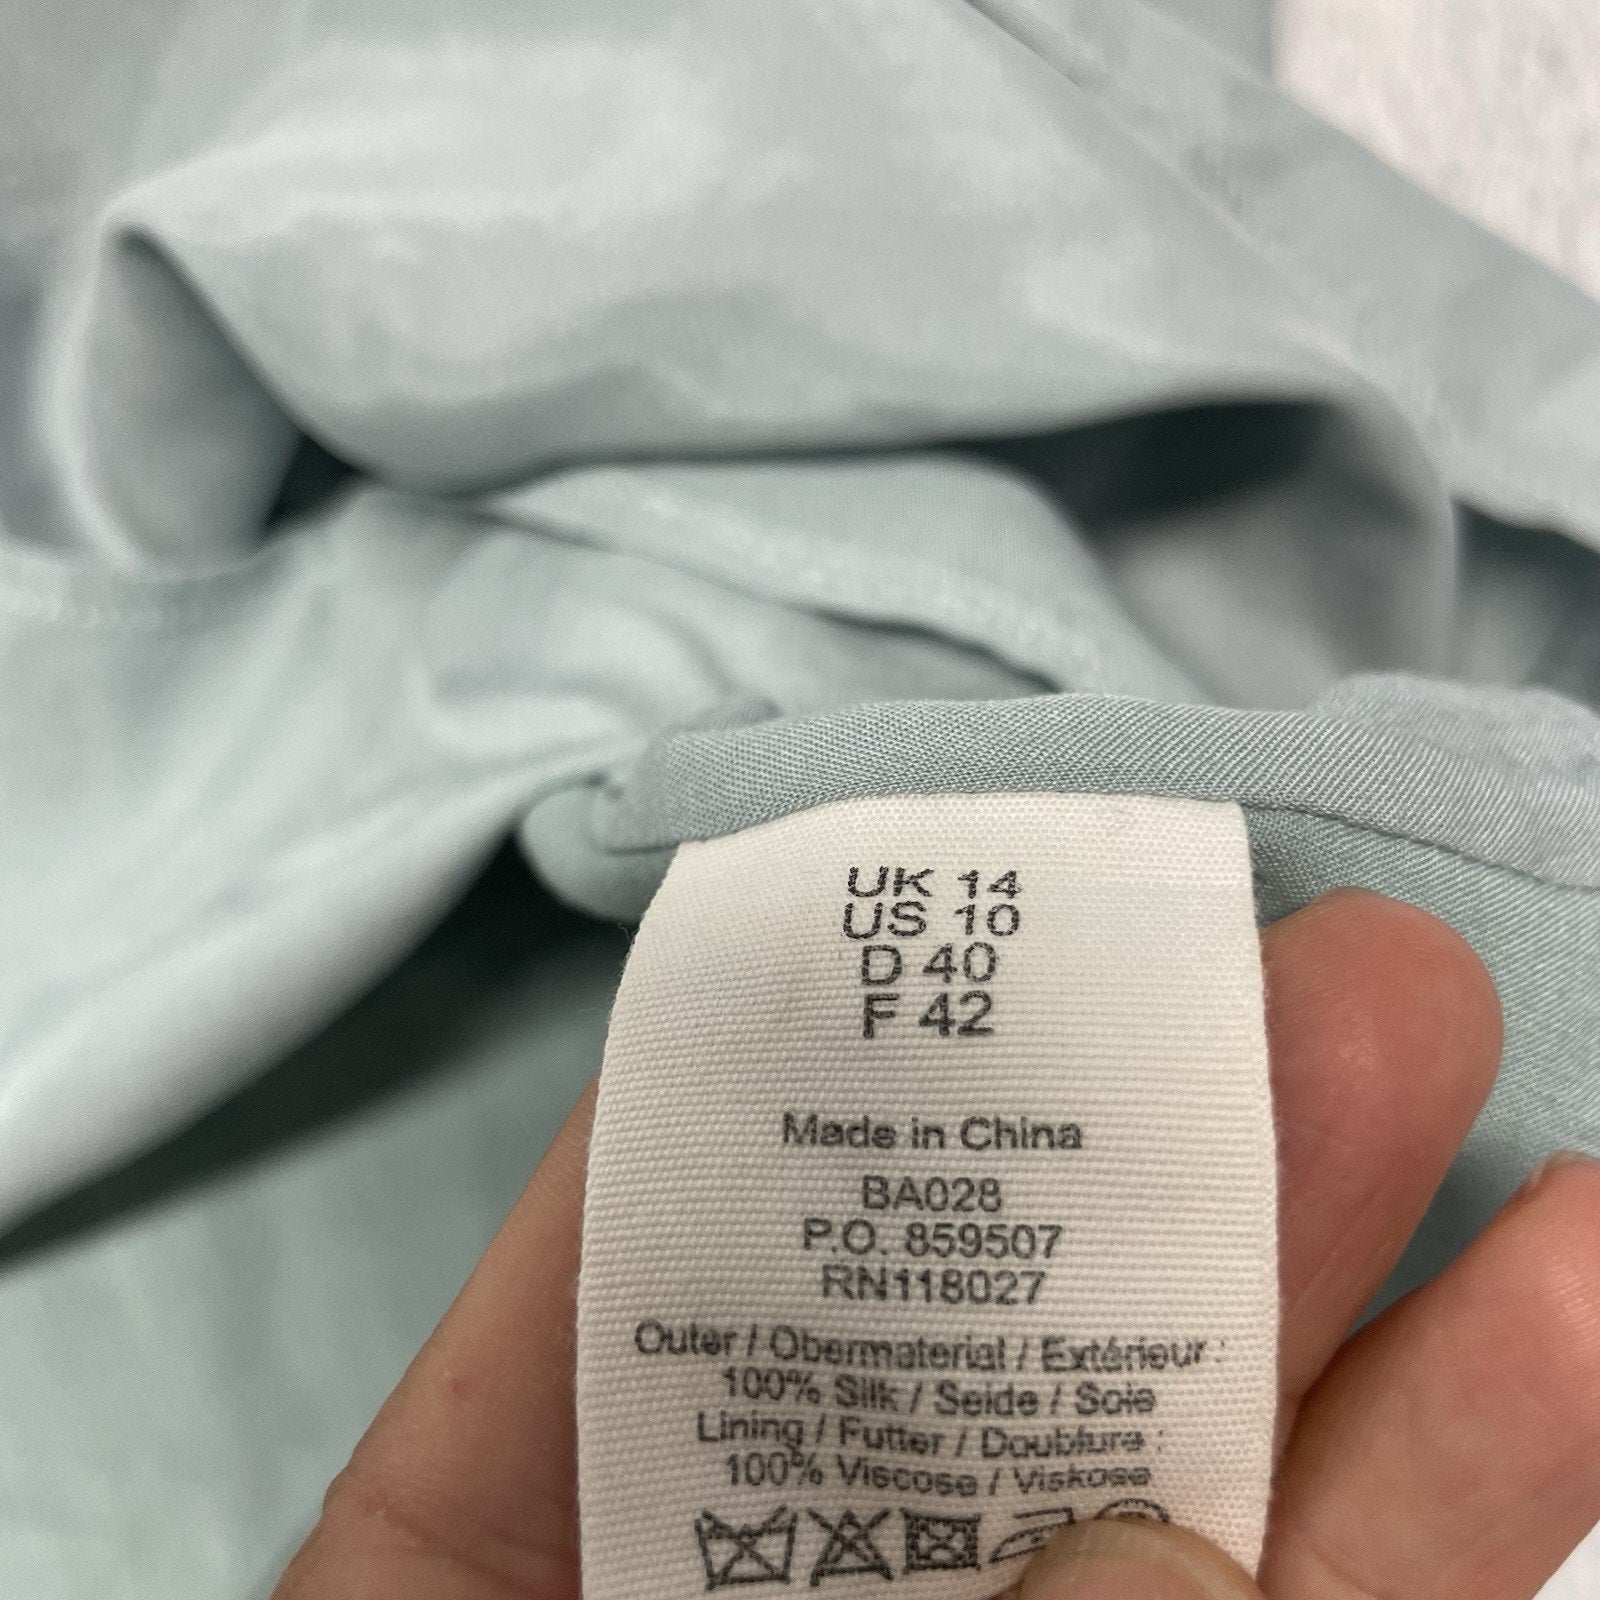 UK 14
US 10
D 40
F 42
Made in China
BA028
P.O. 859507
RN118027
Outer / Obermaterial / Extérieur :
100% Silk / Seide / Soie
Lining / Futter / Doublure :
100% Viscose / Viskose